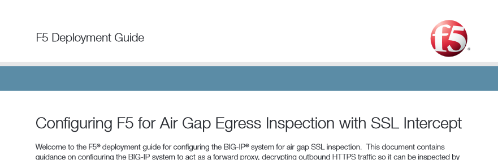 F5 Deployment Guide
f5
Configuring F5 for Air Gap Egress Inspection with SSL Intercept
Welcome to the F5® deployment guide for configuring the BIG-IP® system for air gap SSL inspection. This document contains
guidance on configuring the BIG-IP system to act as a forward proxy, decrypting outbound HTTPS traffic so it can be inspected by